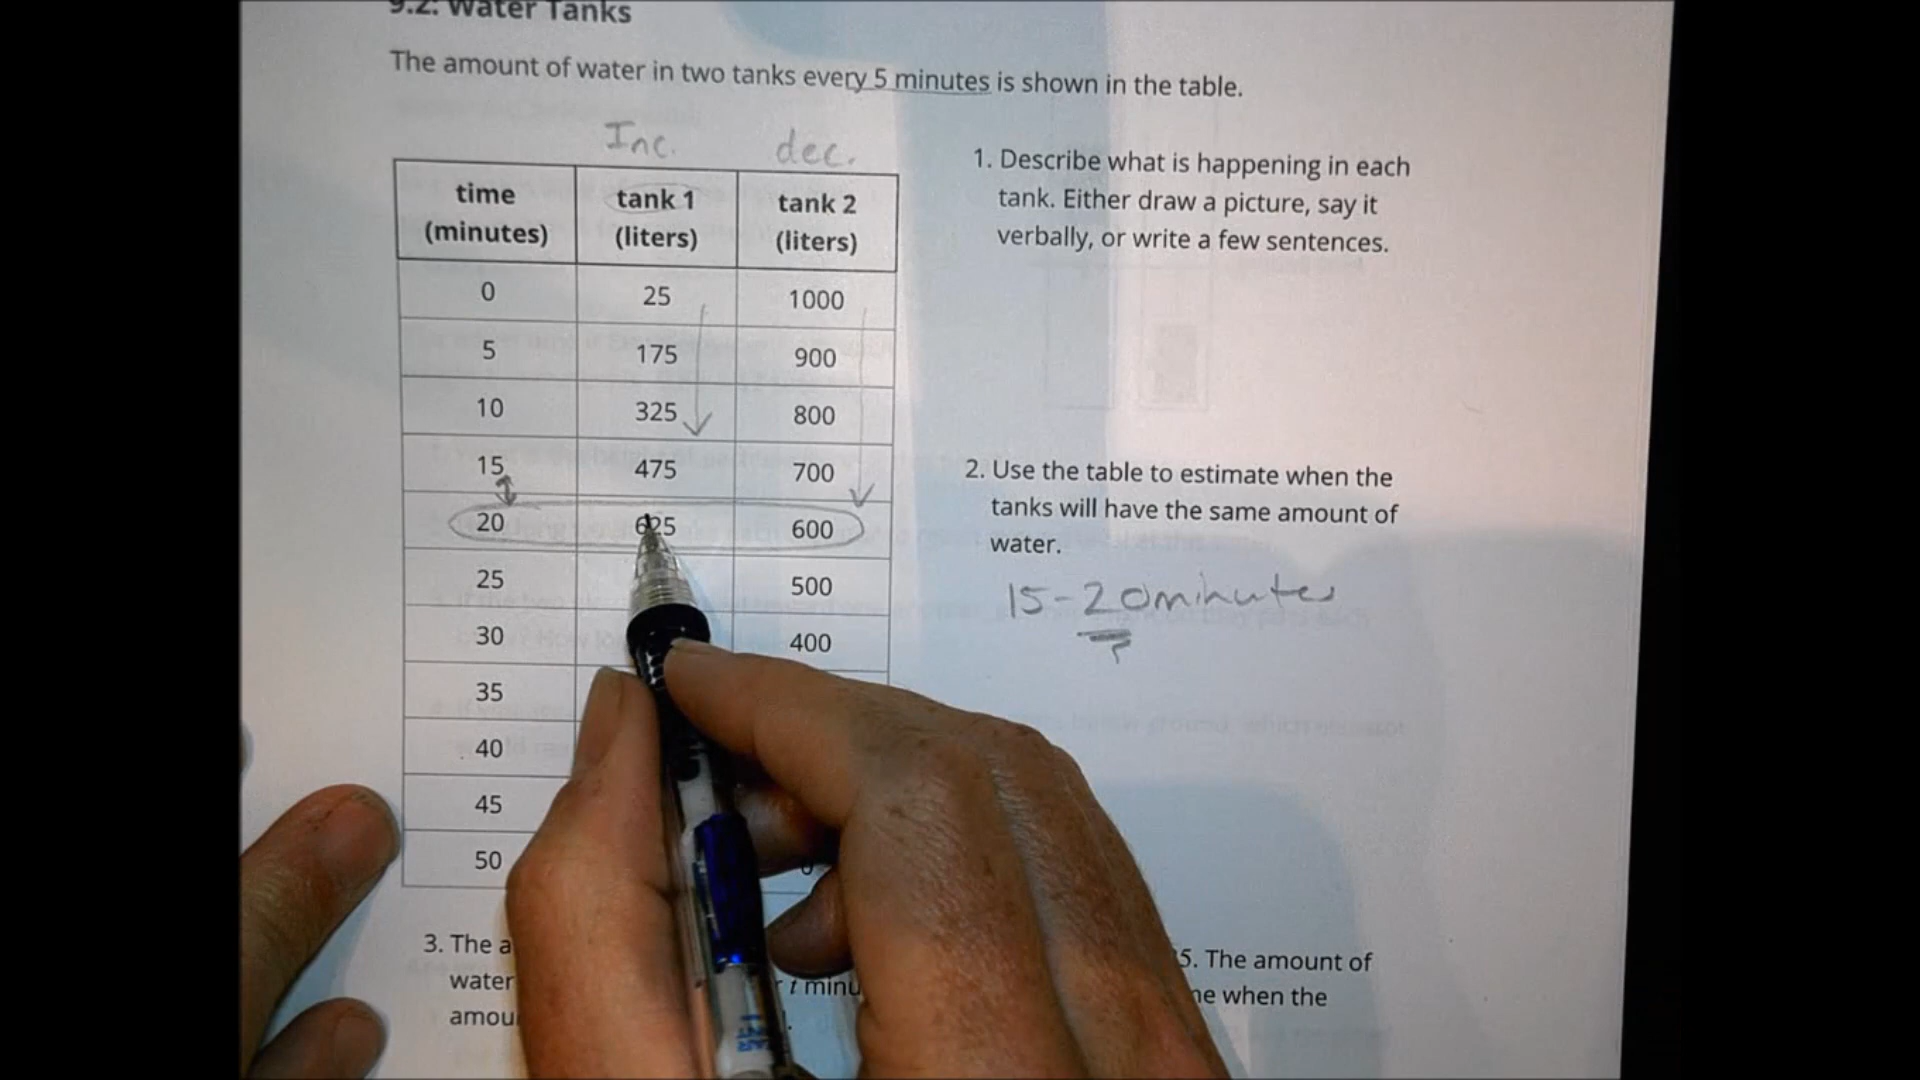 9.2: Water Tanks
The amount of water in two tanks every 5 minutes is shown in the table.
Inc. dec.
time (minutes) tank 1 (liters) tank 2 (liters)
0 25 1000
5 175 900
10 325 800
15 475 700
20 625 600
25 500
30 400
35
40
45
50 0
1. Describe what is happening in each
tank. Either draw a picture, say it
verbally, or write a few sentences.
2. Use the table to estimate when the
tanks will have the same amount of
water.
15-20minutes
3. The a
water
amou
t minu
5. The amount of
when the